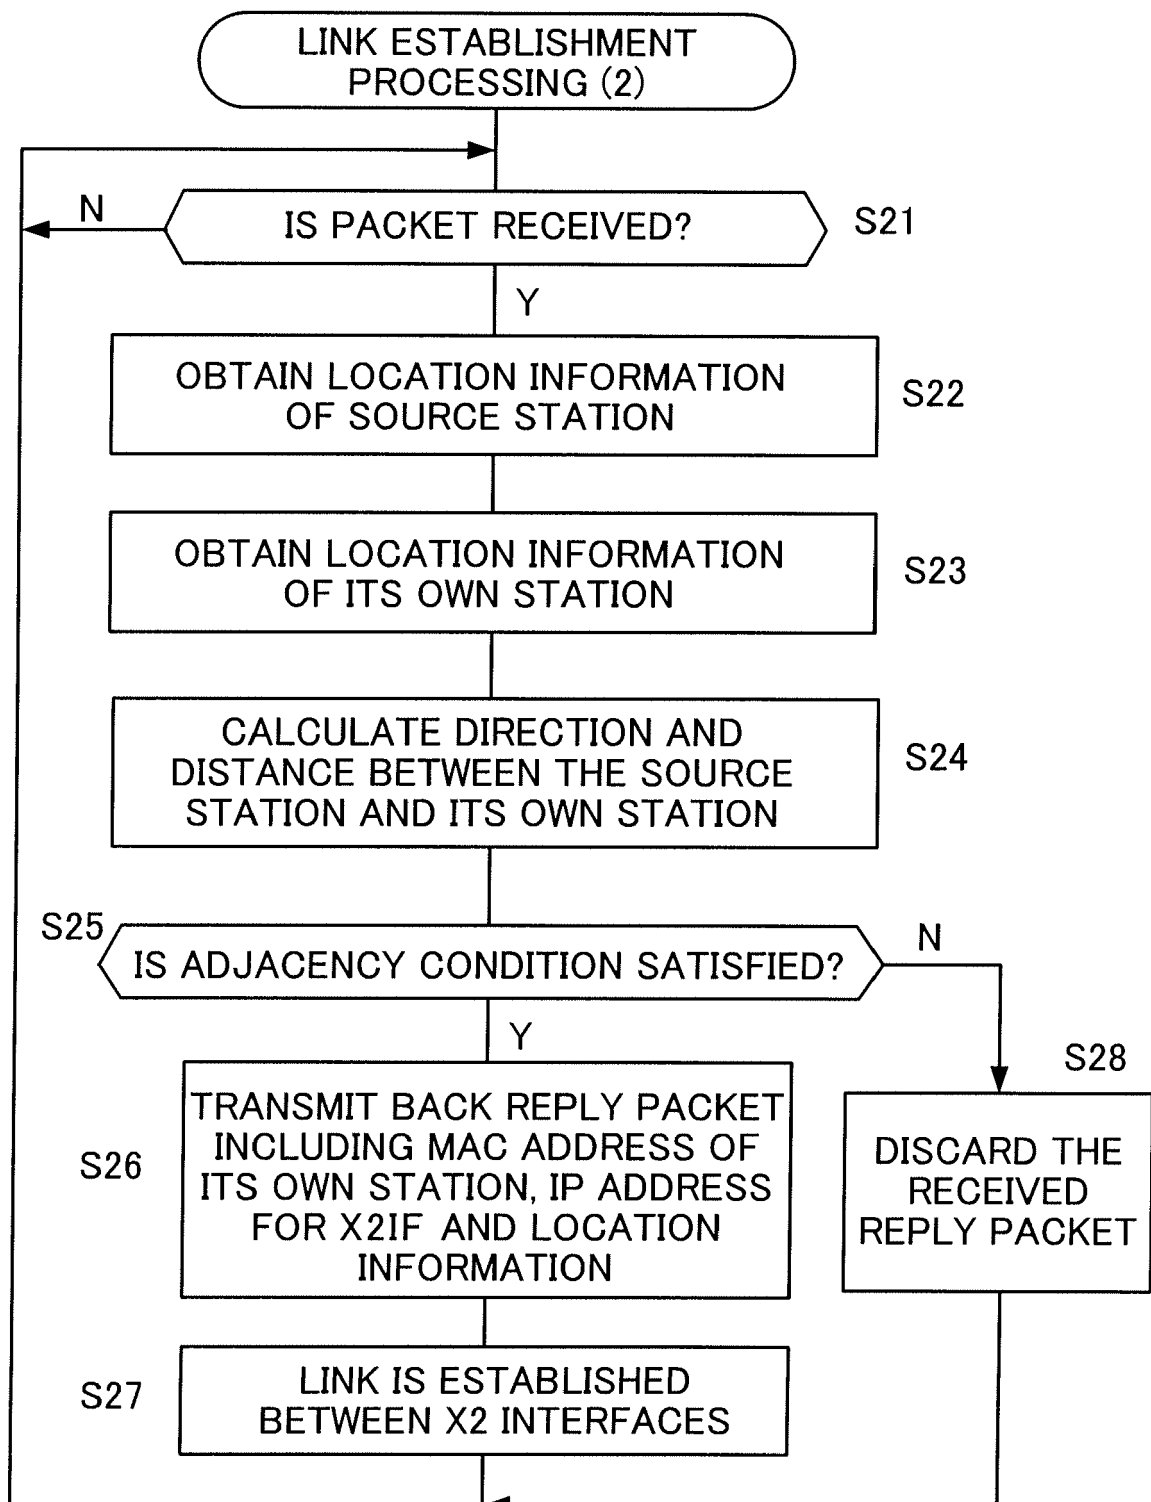 LINK ESTABLISHMENT
PROCESSING (2)
N
IS PACKET RECEIVED?
S21
Y
OBTAIN LOCATION INFORMATION
OF SOURCE STATION
S22
OBTAIN LOCATION INFORMATION
OF ITS OWN STATION
S23
CALCULATE DIRECTION AND
DISTANCE BETWEEN THE SOURCE
STATION AND ITS OWN STATION
S24
S25
IS ADJACENCY CONDITION SATISFIED?
N
Y
S28
TRANSMIT BACK REPLY PACKET
INCLUDING MAC ADDRESS OF
ITS OWN STATION, IP ADDRESS
FOR X2IF AND LOCATION
INFORMATION
S26
DISCARD THE
RECEIVED
REPLY PACKET
S27
LINK IS ESTABLISHED
BETWEEN X2 INTERFACES